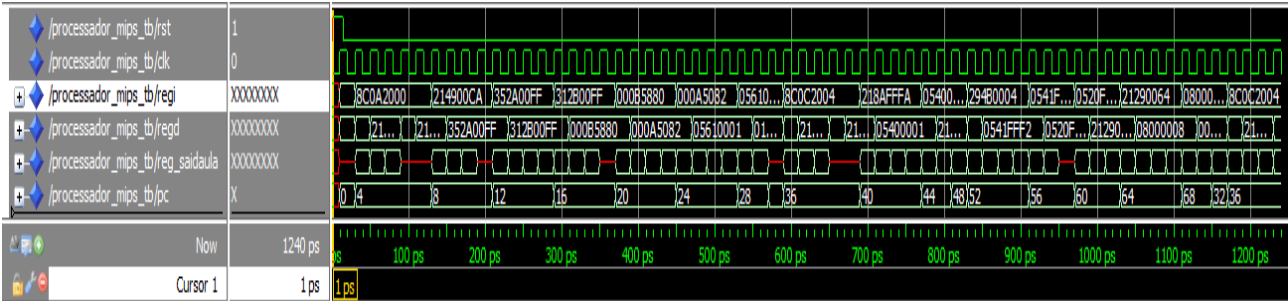 /processador_mips_tb/rst 1
/processador_mips_tb/clk 0
/processador_mips_tb/regi XXXXXXXX 8C0A2000 214900CA 352A00FF 312B00FF 000B5880 000A5082 05610... 8C0C2004 218AFFFA 05400... 294B0004 0541F... 0520F... 21290064 08000... 8C0C2004
/processador_mips_tb/regd XXXXXXXX 21... 21... 352A00FF 312B00FF 000B5880 000A5082 05610001 01... 21... 21... 05400001 21... 0541FFF2 0520F... 21290... 08000008 00... 21...
/processador_mips_tb/reg_saidaula XXXXXXXX
/processador_mips_tb/pc X 0 4 8 12 16 20 24 28 36 40 44 48 52 56 60 64 68 32 36
Now 1240 ps ps 100 ps 200 ps 300 ps 400 ps 500 ps 600 ps 700 ps 800 ps 900 ps 1000 ps 1100 ps 1200 ps
Cursor 1 1 ps 1 ps